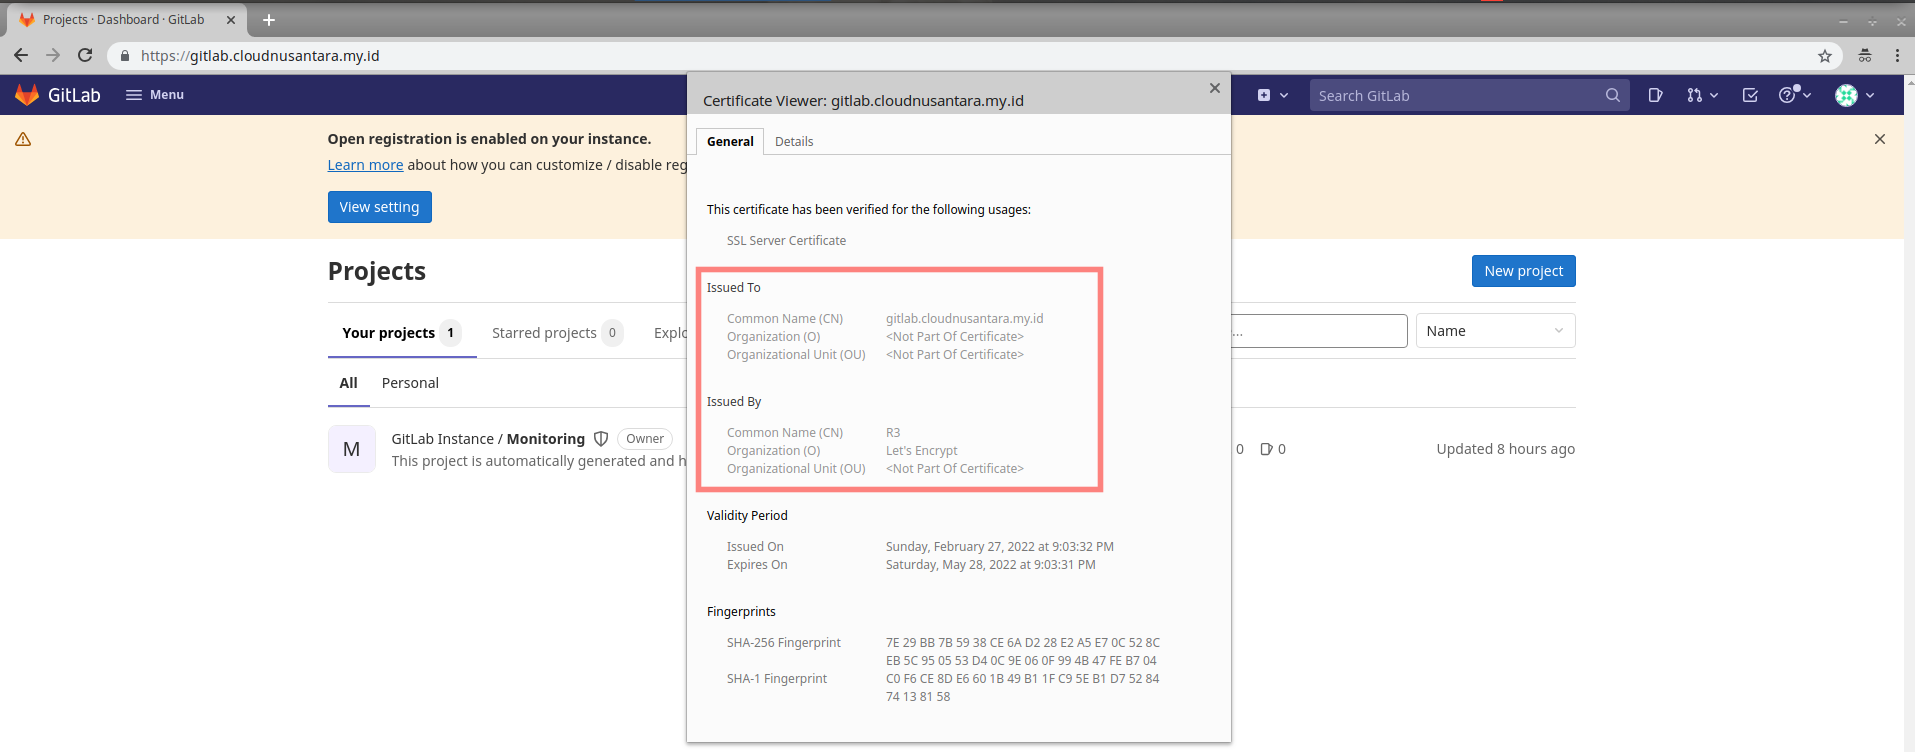 Projects · Dashboard · GitLab
https://gitlab.cloudnusantara.my.id
GitLab Menu
Search GitLab
Certificate Viewer: gitlab.cloudnusantara.my.id
General Details
Open registration is enabled on your instance.
Learn more about how you can customize / disable reg
View setting
This certificate has been verified for the following usages:
SSL Server Certificate
Projects
New project
Your projects 1 Starred projects 0 Explo
... Name
All Personal
M
GitLab Instance / Monitoring Owner
This project is automatically generated and h
0 0 Updated 8 hours ago
Issued To
Common Name (CN) gitlab.cloudnusantara.my.id
Organization (O) <Not Part Of Certificate>
Organizational Unit (OU) <Not Part Of Certificate>
Issued By
Common Name (CN) R3
Organization (O) Let's Encrypt
Organizational Unit (OU) <Not Part Of Certificate>
Validity Period
Issued On Sunday, February 27, 2022 at 9:03:32 PM
Expires On Saturday, May 28, 2022 at 9:03:31 PM
Fingerprints
SHA-256 Fingerprint 7E 29 BB 7B 59 38 CE 6A D2 28 E2 A5 E7 0C 52 8C
EB 5C 95 05 53 D4 0C 9E 06 0F 99 4B 47 FE B7 04
SHA-1 Fingerprint C0 F6 CE 8D E6 60 1B 49 B1 1F C9 5E B1 D7 52 84
74 13 81 58